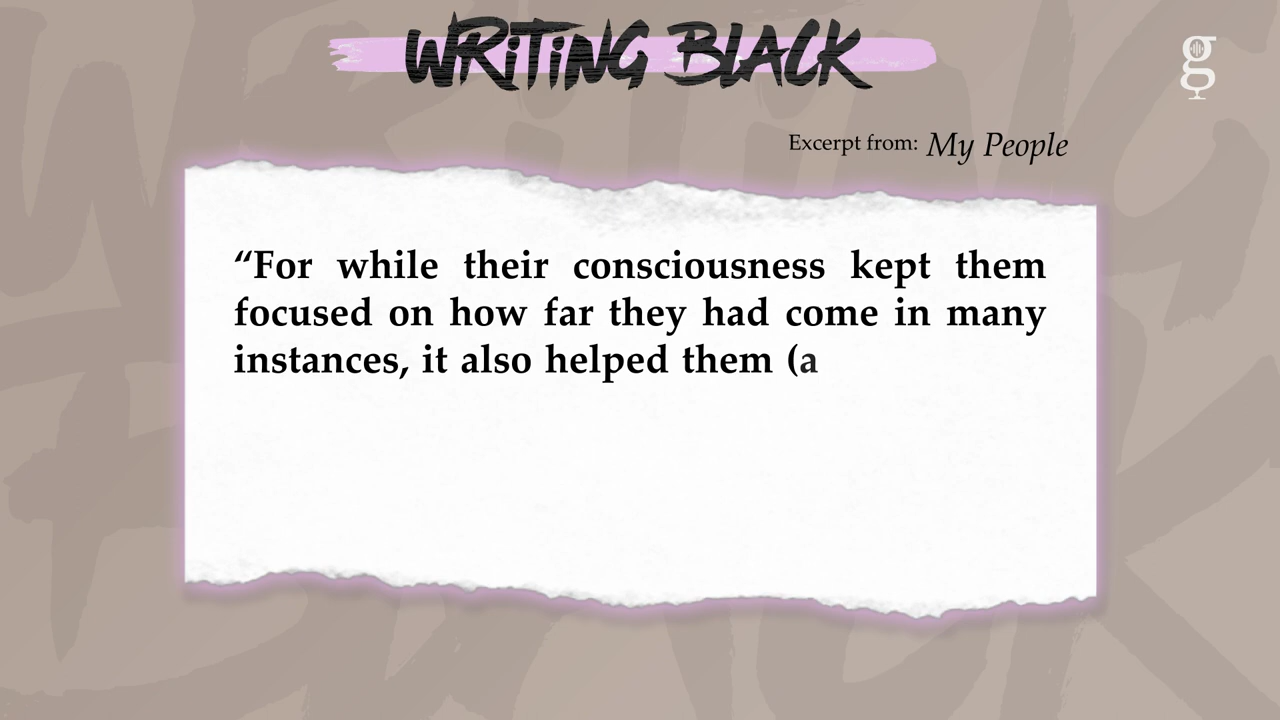 WRiTiNG BLACK
g
Excerpt from: My People
“For while their consciousness kept them
focused on how far they had come in many
instances, it also helped them (a